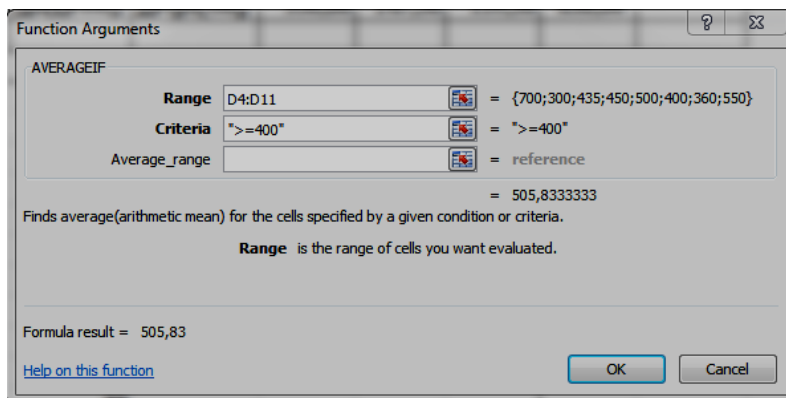 Function Arguments
AVERAGEIF
Range D4:D11 = {700;300;435;450;500;400;360;550}
Criteria ">=400" = ">=400"
Average_range = reference
= 505,8333333
Finds average(arithmetic mean) for the cells specified by a given condition or criteria.
Range is the range of cells you want evaluated.
Formula result = 505,83
Help on this function OK Cancel